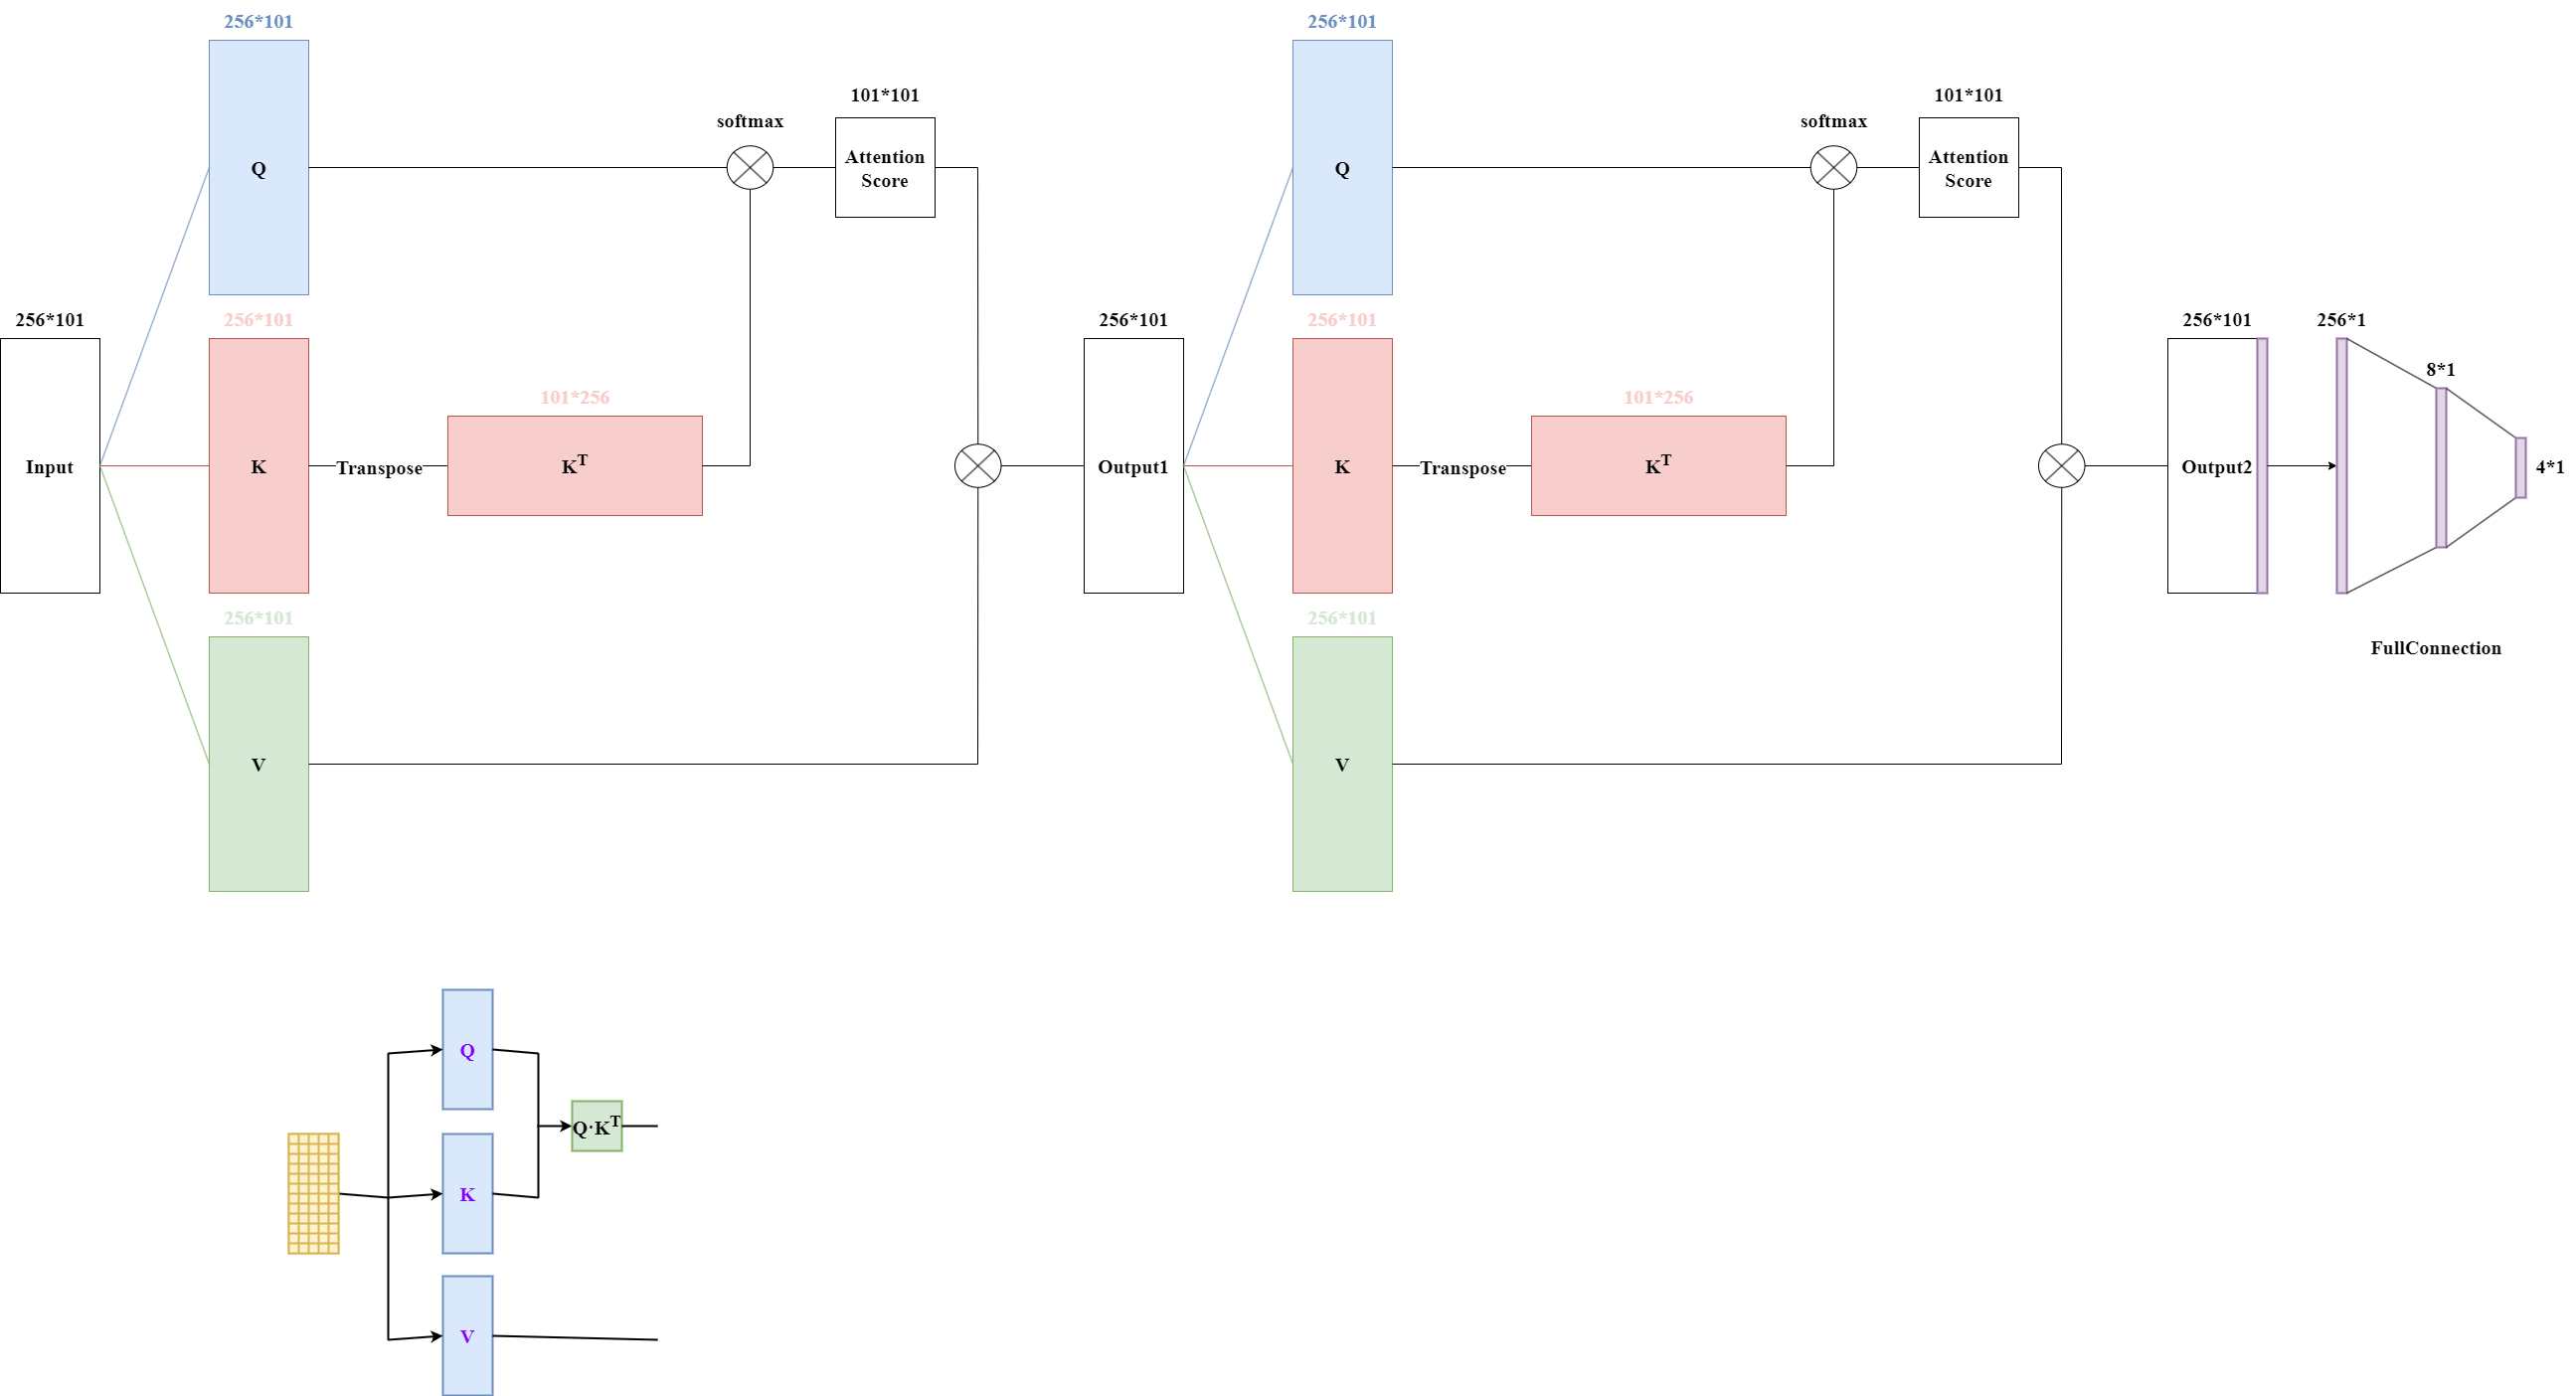 256*101
256*101
Q
Q
softmax
101*101
Attention
Score
softmax
101*101
Attention
Score
256*101
Input
256*101
K
Transpose
101*256
K^T
256*101
Output1
256*101
K
Transpose
101*256
K^T
256*101
Output2
256*1
8*1
4*1
FullConnection
256*101
V
256*101
V
Q
K
V
Q·K^T